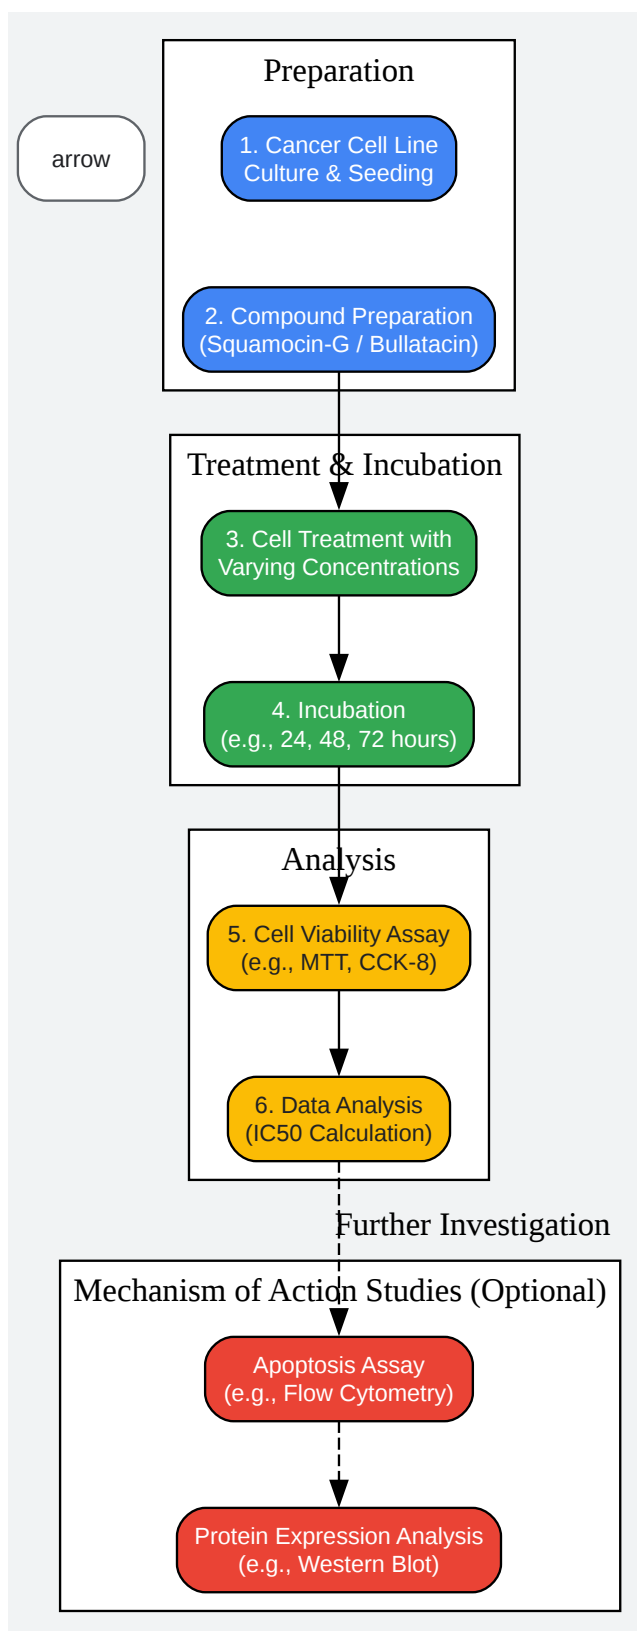 Preparation
arrow
1. Cancer Cell Line
Culture & Seeding
2. Compound Preparation
(Squamocin-G / Bullatacin)
Treatment & Incubation
3. Cell Treatment with
Varying Concentrations
4. Incubation
(e.g., 24, 48, 72 hours)
Analysis
5. Cell Viability Assay
(e.g., MTT, CCK-8)
6. Data Analysis
(IC50 Calculation)
Further Investigation
Mechanism of Action Studies (Optional)
Apoptosis Assay
(e.g., Flow Cytometry)
Protein Expression Analysis
(e.g., Western Blot)